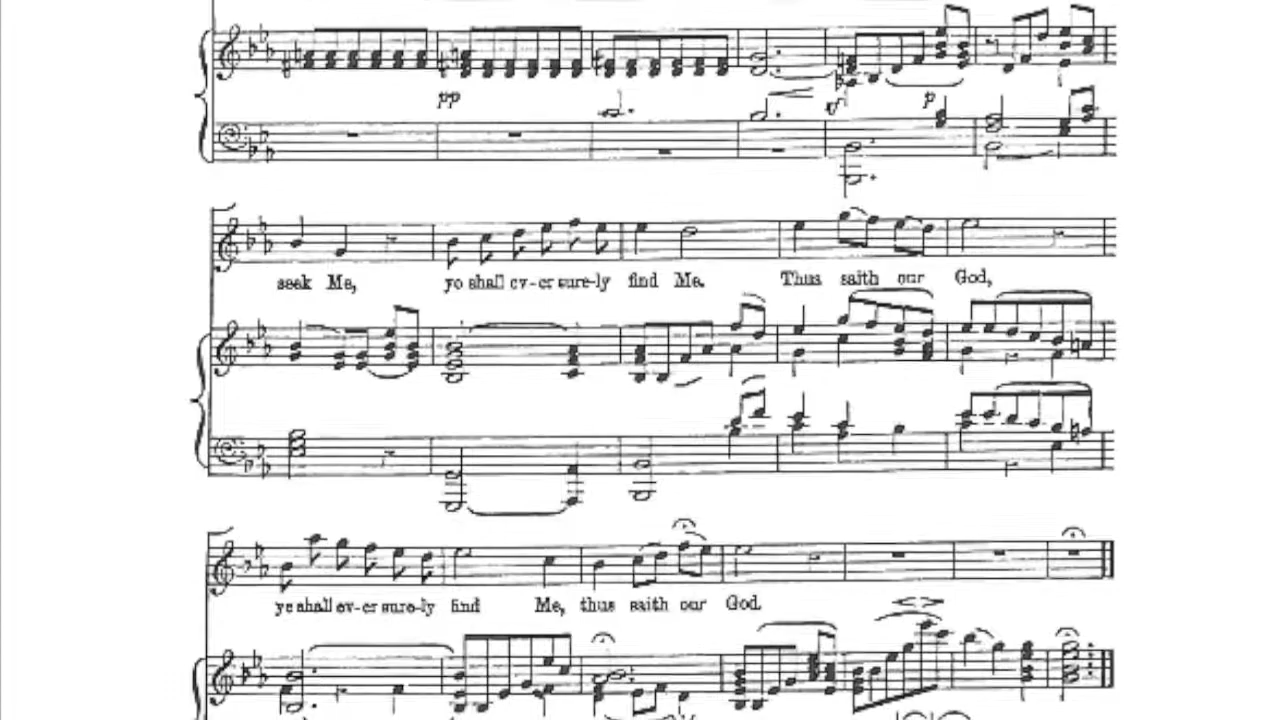 pp
p
seek Me, ye shall ev-er sure-ly find Me. Thus saith our God,
ye shall ev-er sure-ly find Me, thus saith our God.